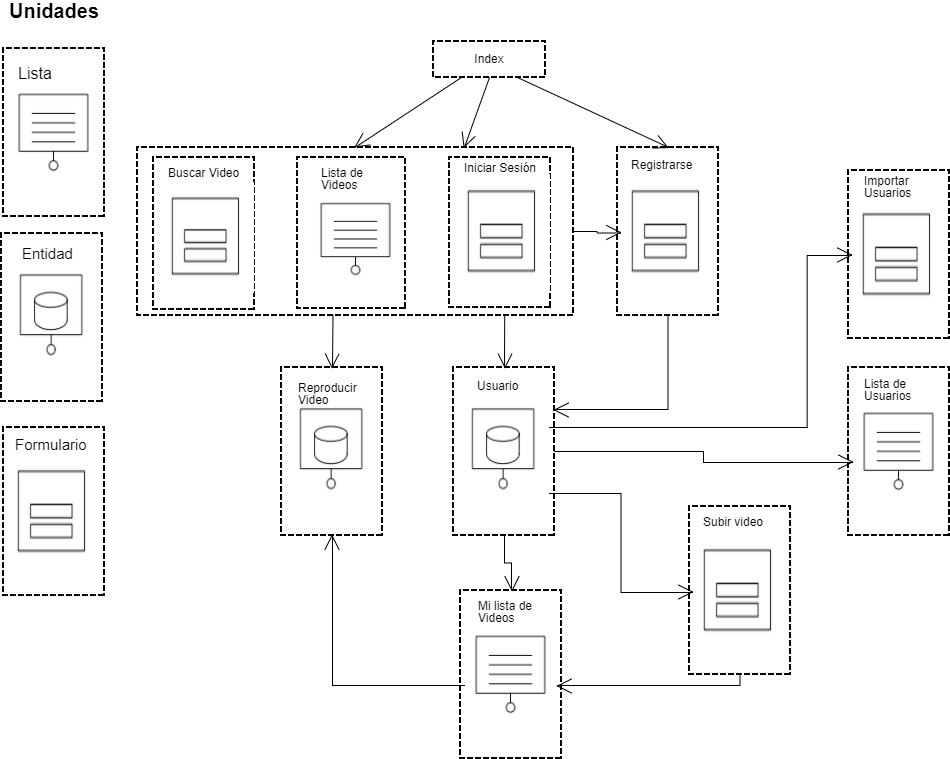 Unidades
Lista
Entidad
Formulario
Index
Buscar Video
Lista de
Videos
Iniciar Sesión
Registrarse
Importar
Usuarios
Reproducir
Video
Usuario
Lista de
Usuarios
Subir video
Mi lista de
Videos